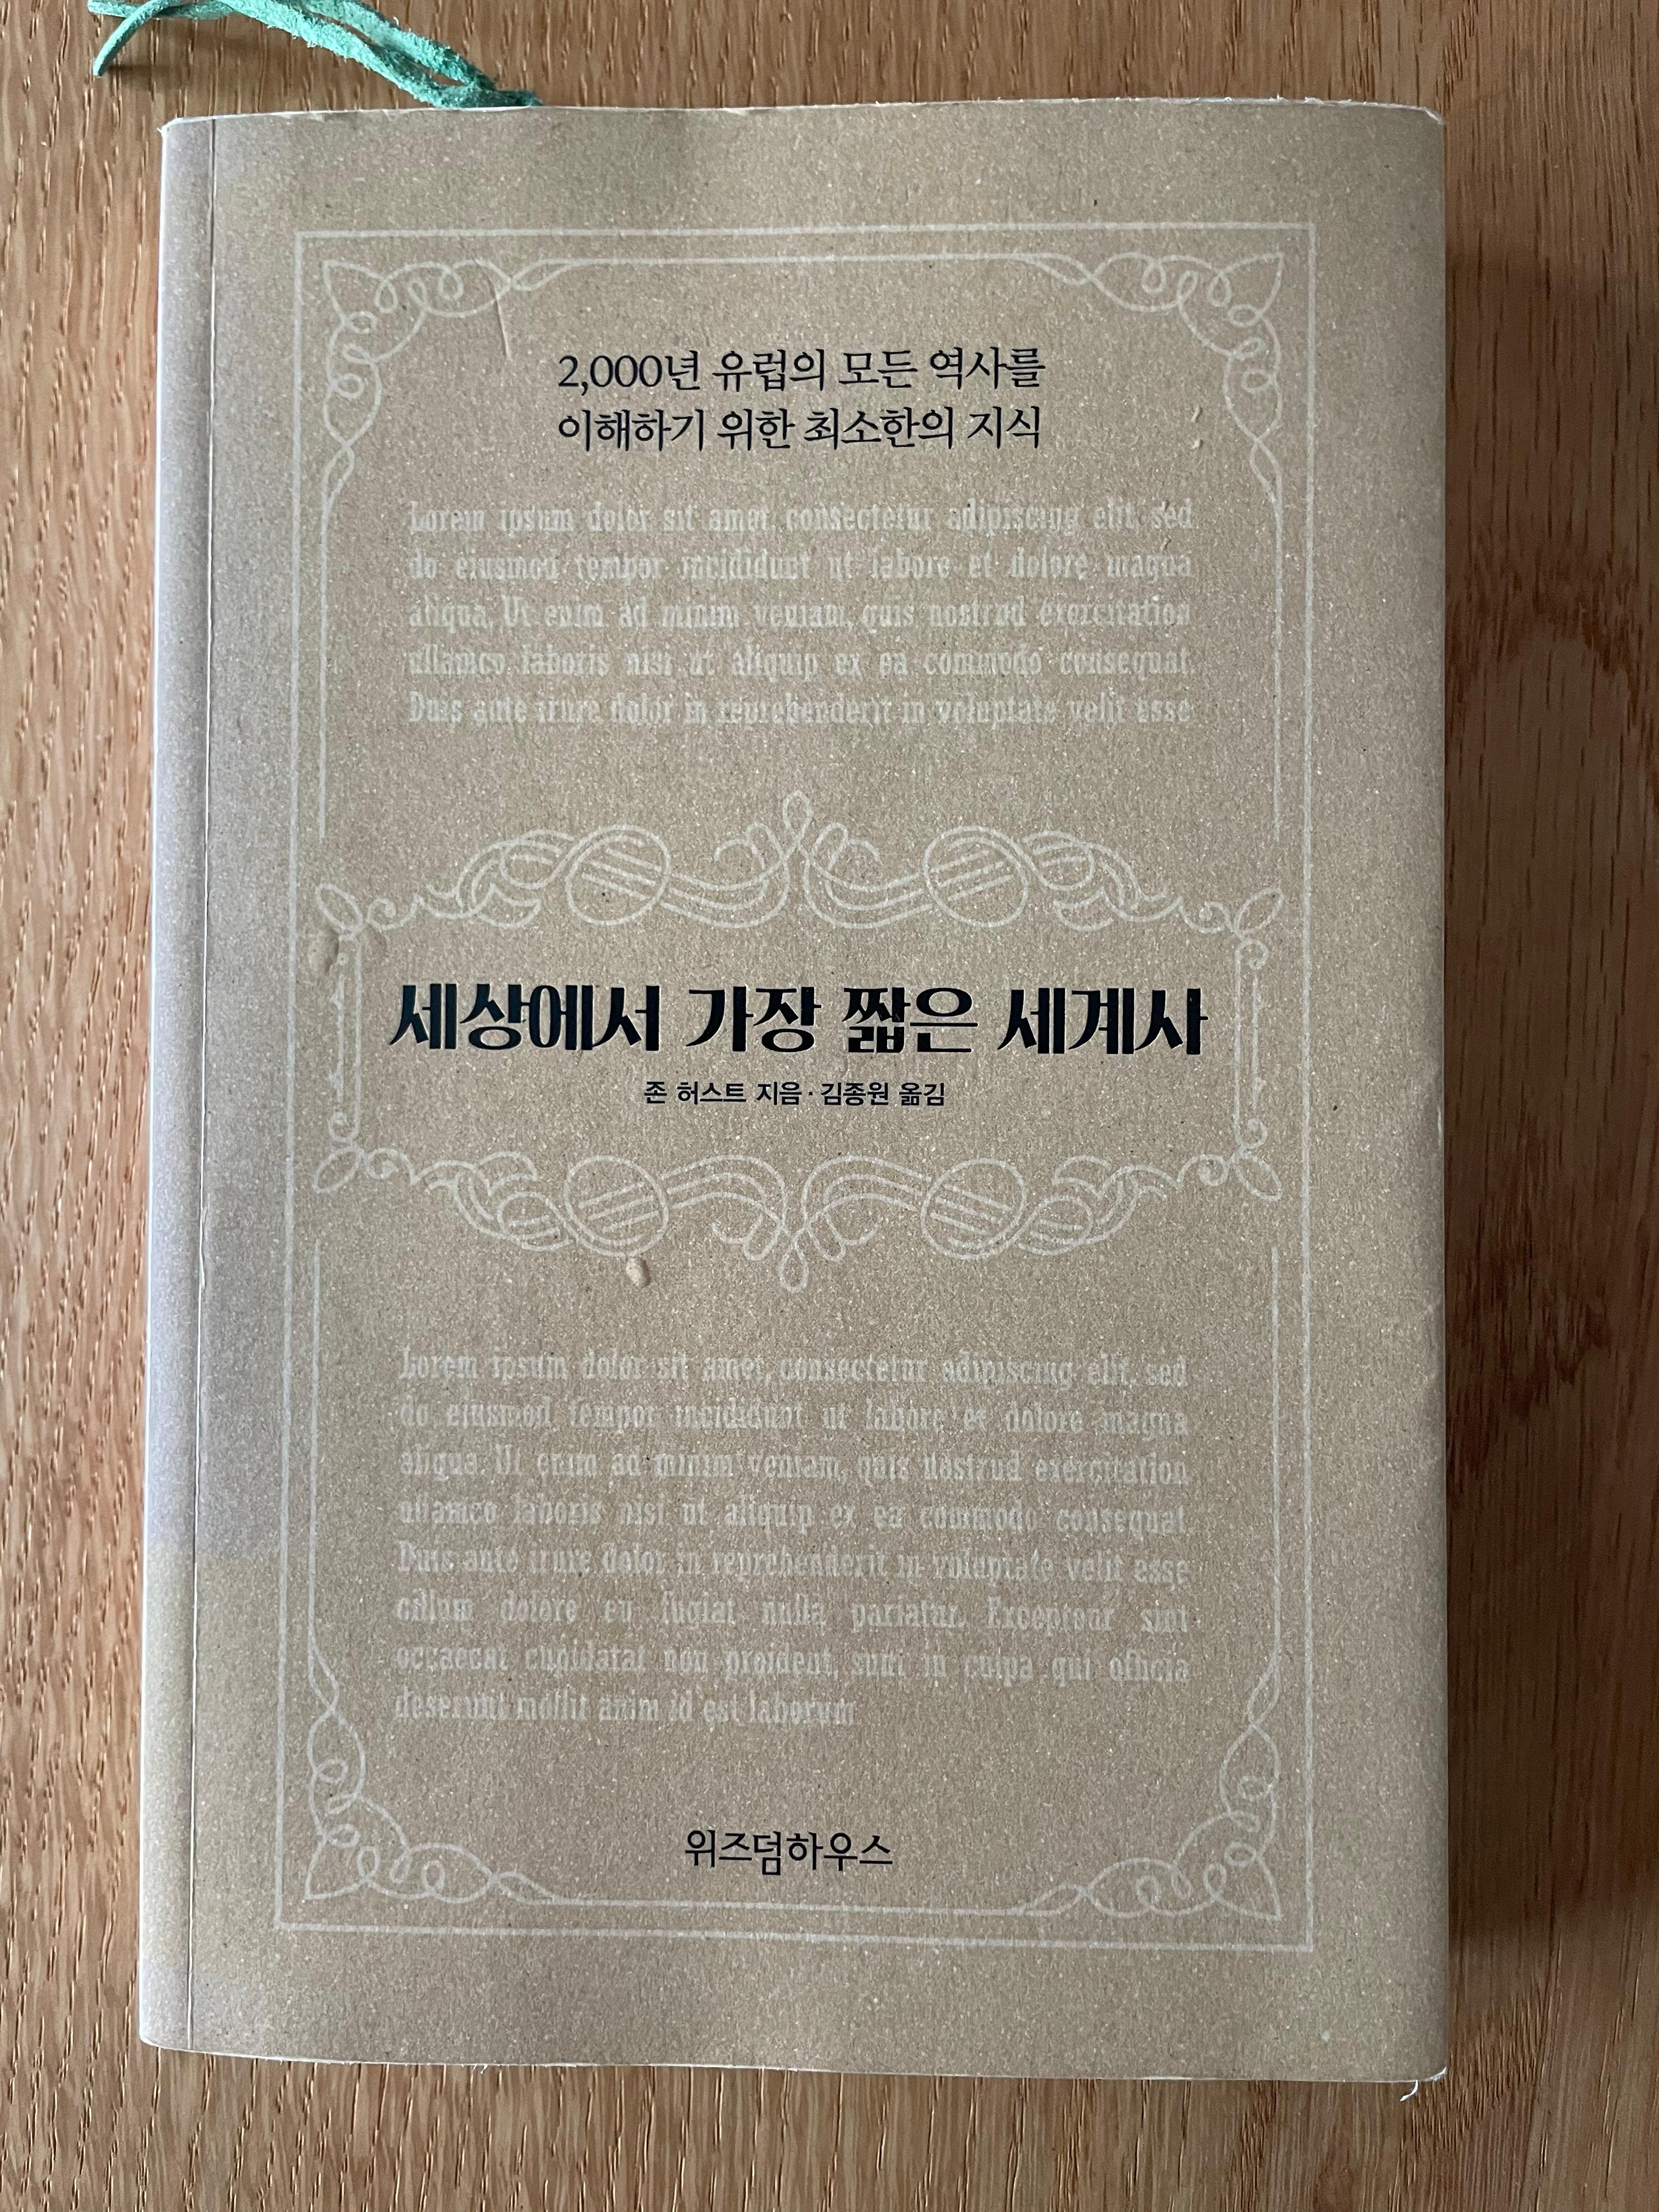 2,000년 유럽의 모든 역사를
이해하기 위한 최소한의 지식
Lorem ipsum dolor sit amet, consectetur adipiscing elit, sed
do eiusmod tempor incididunt ut labore et dolore magna
aliqua. Ut enim ad minim veniam, quis nostrud exercitation
ullamco laboris nisi ut aliquip ex ea commodo consequat.
Duis aute irure dolor in reprehenderit in voluptate velit esse
세상에서 가장 짧은 세계사
존 허스트 지음 · 김종원 옮김
Lorem ipsum dolor sit amet, consectetur adipiscing elit, sed
do eiusmod tempor incididunt ut labore et dolore magna
aliqua. Ut enim ad minim veniam, quis nostrud exercitation
ullamco laboris nisi ut aliquip ex ea commodo consequat.
Duis aute irure dolor in reprehenderit in voluptate velit esse
cillum dolore eu fugiat nulla pariatur. Excepteur sint
occaecat cupidatat non proident, sunt in culpa qui officia
deserunt mollit anim id est laborum
위즈덤하우스